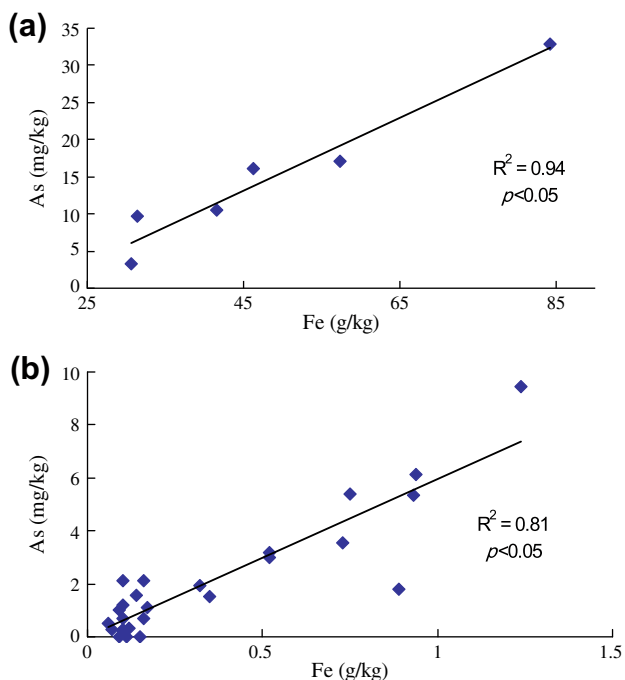 (a)
35
30
25
20
15
10
5
0
As (mg/kg)
R² = 0.94
p<0.05
25 45 65 85
Fe (g/kg)
(b)
10
8
6
4
2
0
As (mg/kg)
R² = 0.81
p<0.05
0 0.5 1 1.5
Fe (g/kg)